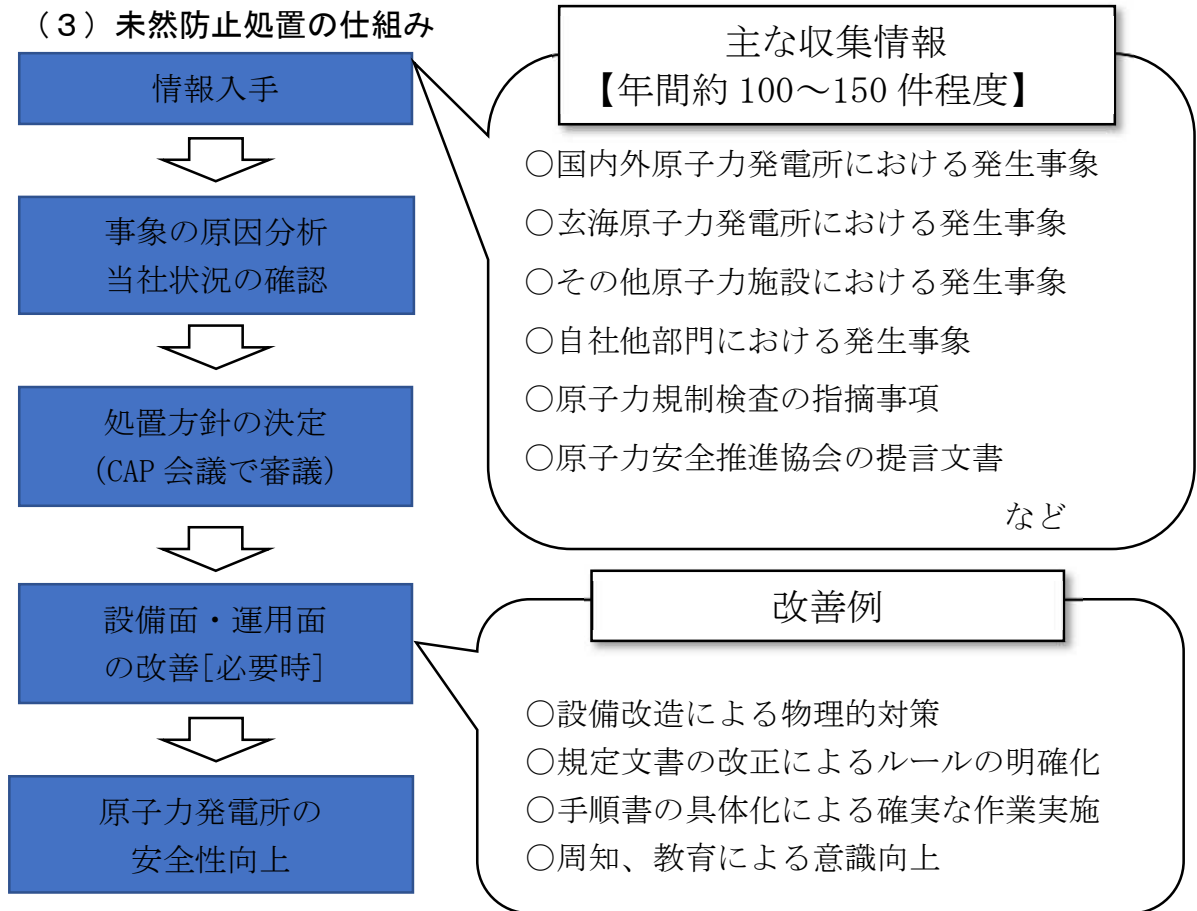 （３）未然防止処置の仕組み
情報入手
事象の原因分析
当社状況の確認
処置方針の決定
(CAP 会議で審議)
設備面・運用面
の改善[必要時]
原子力発電所の
安全性向上
主な収集情報
【年間約 100～150 件程度】
○国内外原子力発電所における発生事象
○玄海原子力発電所における発生事象
○その他原子力施設における発生事象
○自社他部門における発生事象
○原子力規制検査の指摘事項
○原子力安全推進協会の提言文書
など
改善例
○設備改造による物理的対策
○規定文書の改正によるルールの明確化
○手順書の具体化による確実な作業実施
○周知、教育による意識向上